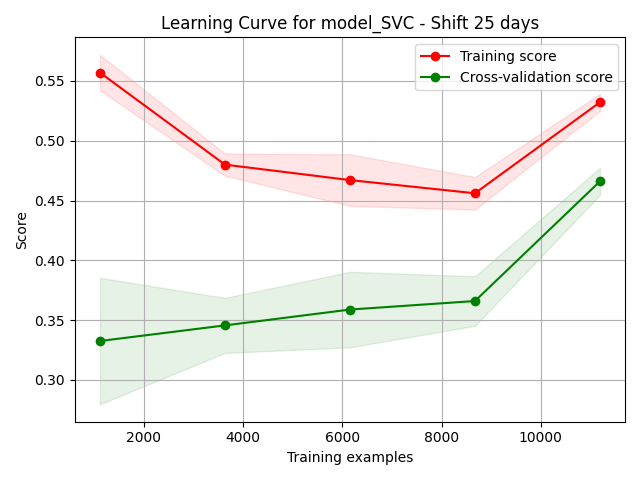 Learning Curve for model_SVC - Shift 25 days
Training score
Cross-validation score
Score
0.55
0.50
0.45
0.40
0.35
0.30
2000
4000
6000
8000
10000
Training examples